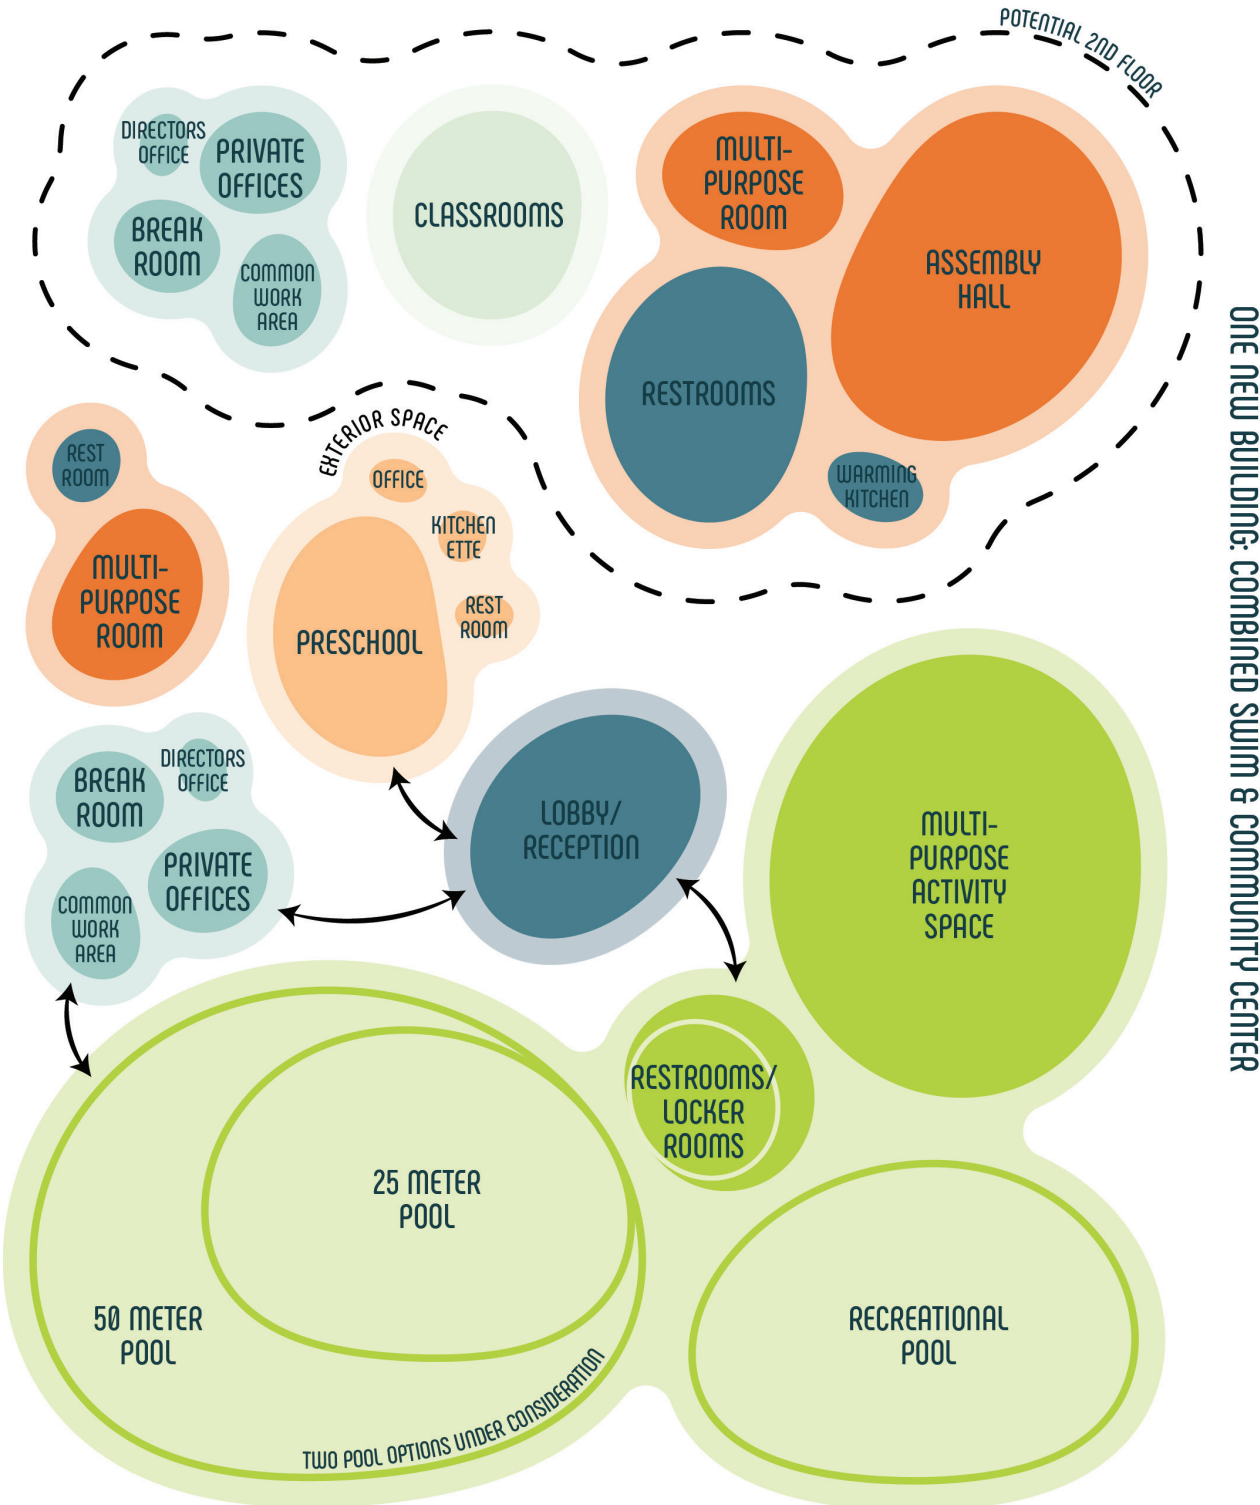 POTENTIAL 2ND FLOOR
DIRECTORS
OFFICE
PRIVATE
OFFICES
BREAK
ROOM
COMMON
WORK
AREA
CLASSROOMS
MULTI-
PURPOSE
ROOM
ASSEMBLY
HALL
RESTROOMS
WARMING
KITCHEN
REST
ROOM
MULTI-
PURPOSE
ROOM
EXTERIOR SPACE
OFFICE
KITCHEN
ETTE
REST
ROOM
PRESCHOOL
BREAK
ROOM
DIRECTORS
OFFICE
PRIVATE
OFFICES
COMMON
WORK
AREA
LOBBY/
RECEPTION
MULTI-
PURPOSE
ACTIVITY
SPACE
RESTROOMS/
LOCKER
ROOMS
25 METER
POOL
50 METER
POOL
TWO POOL OPTIONS UNDER CONSIDERATION
RECREATIONAL
POOL
ONE NEW BUILDING: COMBINED SWIM & COMMUNITY CENTER